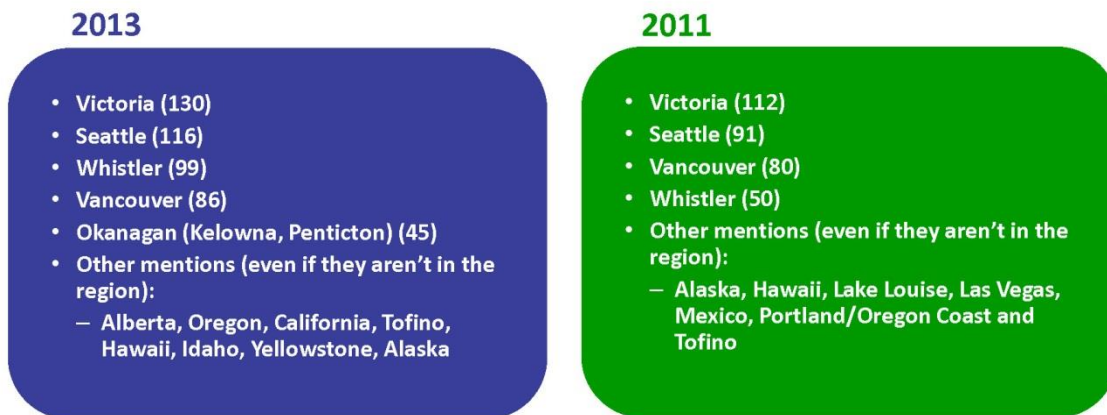 2013
• Victoria (130)
• Seattle (116)
• Whistler (99)
• Vancouver (86)
• Okanagan (Kelowna, Penticton) (45)
• Other mentions (even if they aren’t in the
region):
– Alberta, Oregon, California, Tofino,
Hawaii, Idaho, Yellowstone, Alaska
2011
• Victoria (112)
• Seattle (91)
• Vancouver (80)
• Whistler (50)
• Other mentions (even if they aren’t in the
region):
– Alaska, Hawaii, Lake Louise, Las Vegas,
Mexico, Portland/Oregon Coast and
Tofino